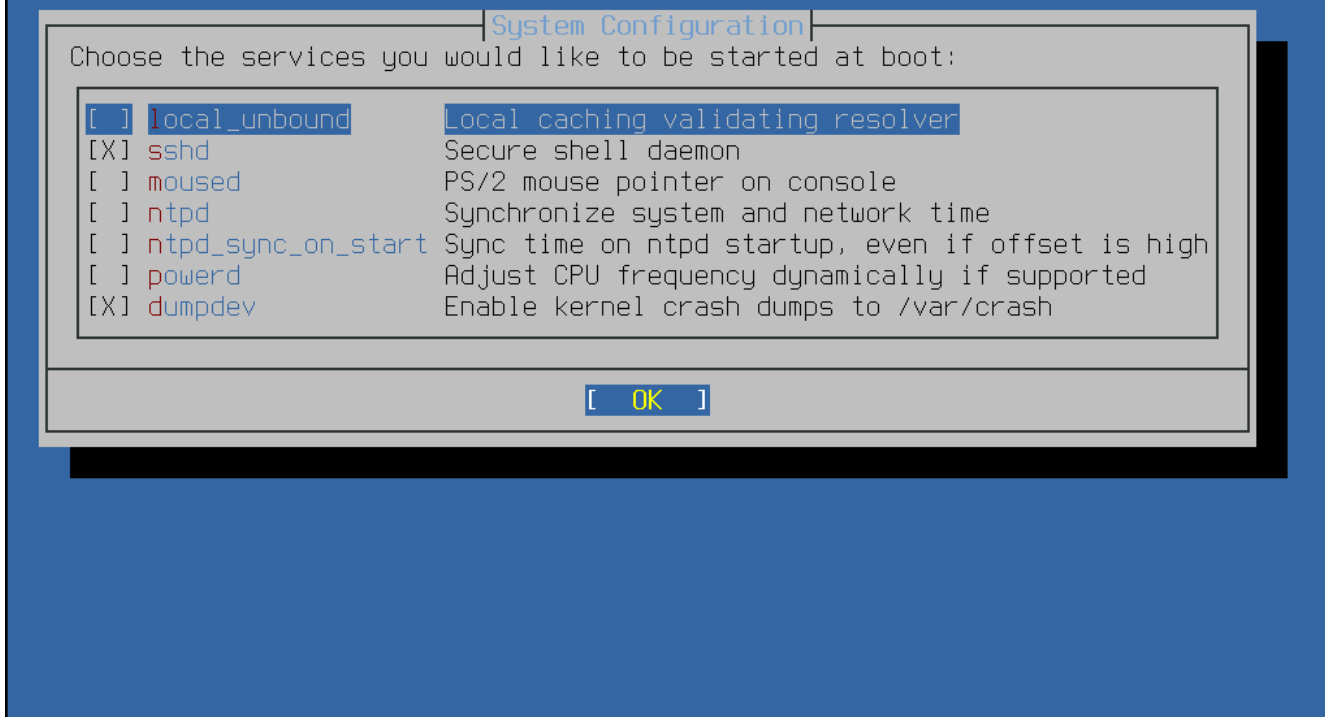 System Configuration
Choose the services you would like to be started at boot:
[ ] local_unbound Local caching validating resolver
[X] sshd Secure shell daemon
[ ] moused PS/2 mouse pointer on console
[ ] ntpd Synchronize system and network time
[ ] ntpd_sync_on_start Sync time on ntpd startup, even if offset is high
[ ] powerd Adjust CPU frequency dynamically if supported
[X] dumpdev Enable kernel crash dumps to /var/crash
[ OK ]